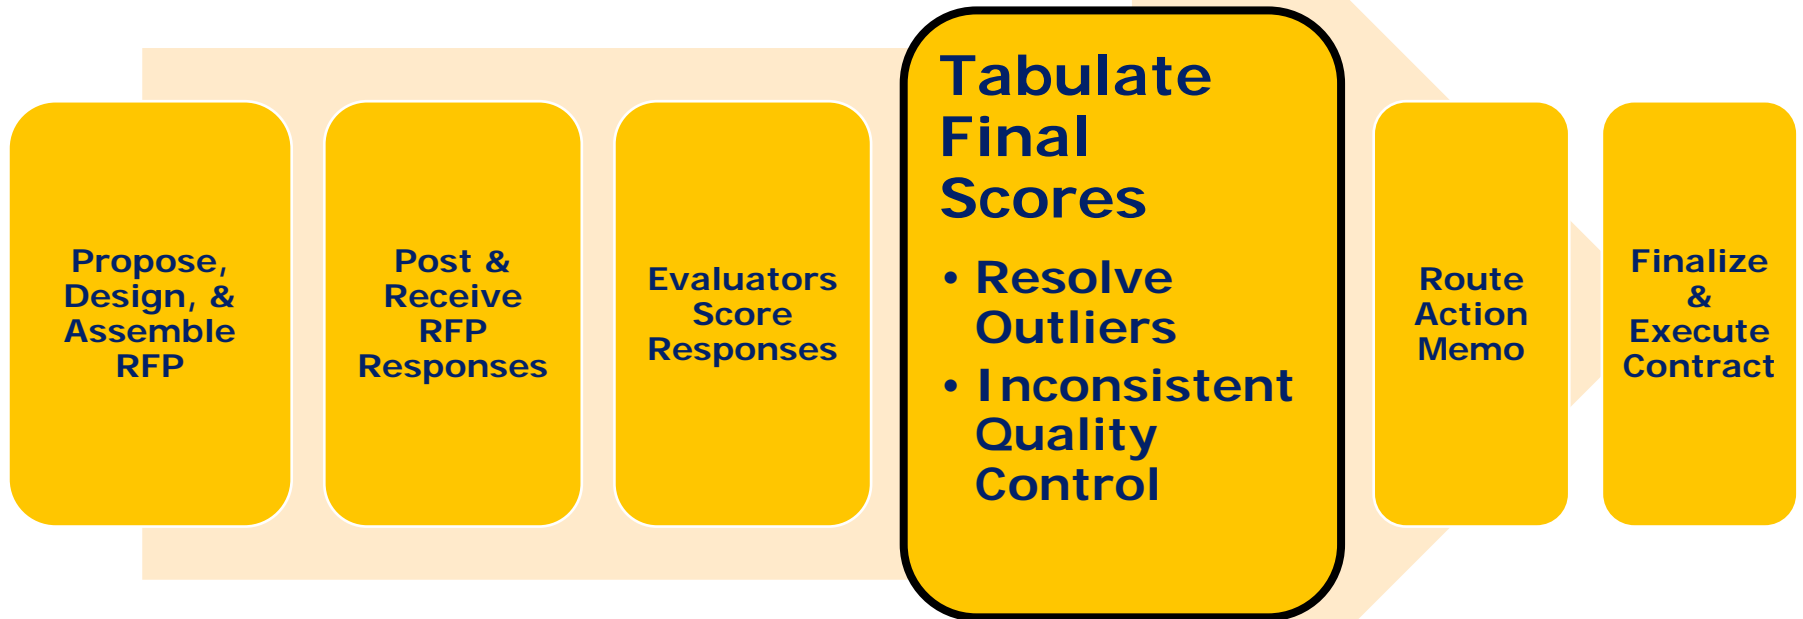 Propose,
Design, &
Assemble
RFP
Post &
Receive
RFP
Responses
Evaluators
Score
Responses
Tabulate
Final
Scores
• Resolve
Outliers
• Inconsistent
Quality
Control
Route
Action
Memo
Finalize
&
Execute
Contract